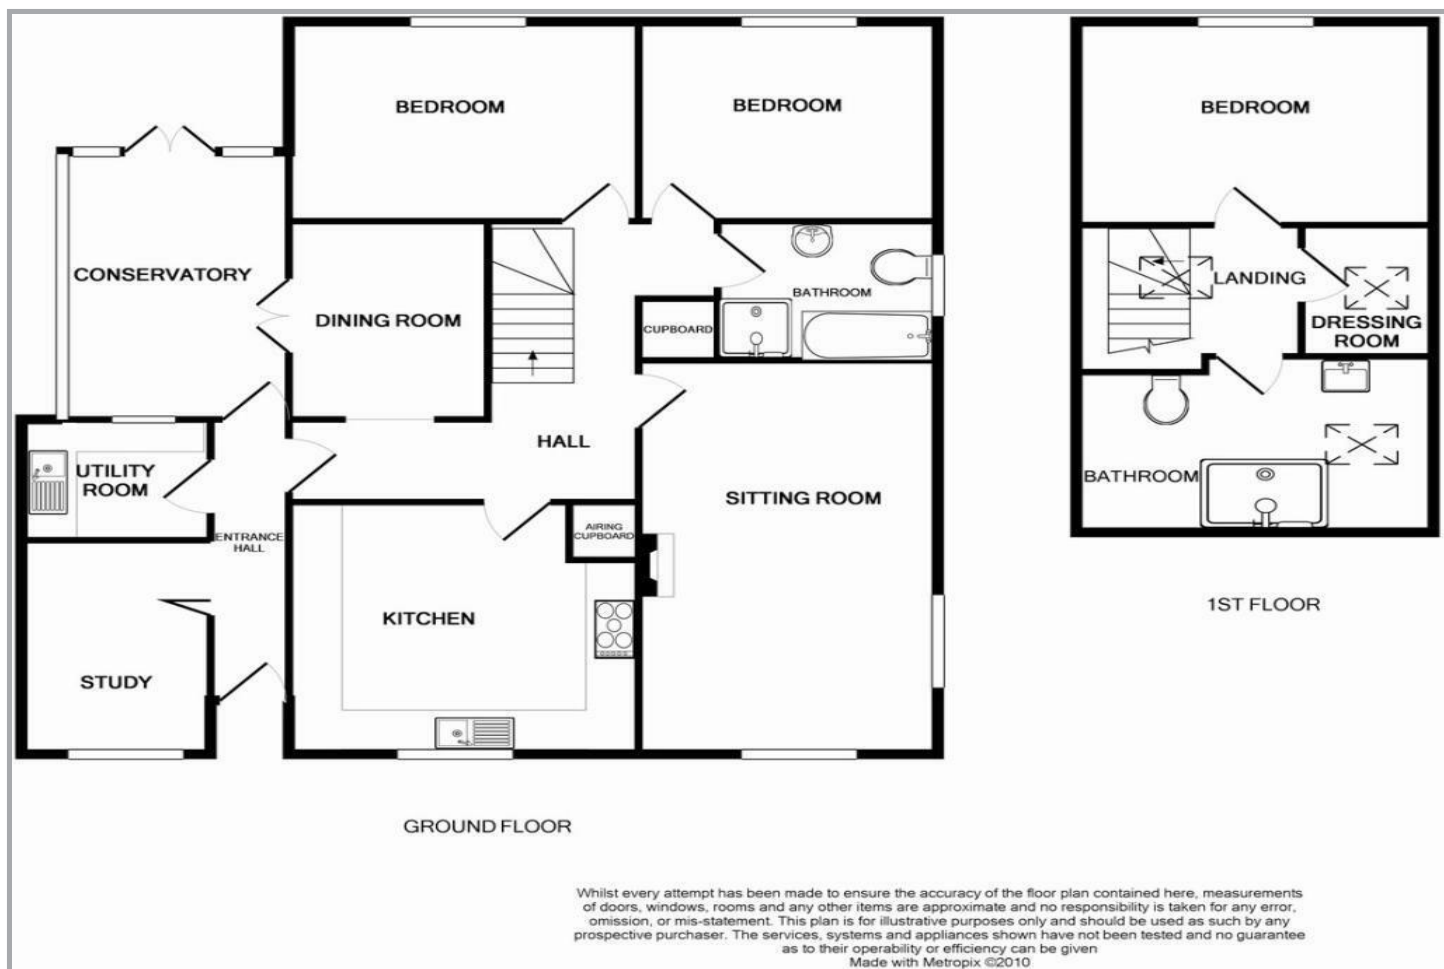 BEDROOM
BEDROOM
BEDROOM
CONSERVATORY
DINING ROOM
BATHROOM
CUPBOARD
LANDING
DRESSING
ROOM
HALL
UTILITY
ROOM
SITTING ROOM
BATHROOM
ENTRANCE
HALL
AIRING
CUPBOARD
KITCHEN
STUDY
1ST FLOOR
GROUND FLOOR
Whilst every attempt has been made to ensure the accuracy of the floor plan contained here, measurements
of doors, windows, rooms and any other items are approximate and no responsibility is taken for any error,
omission, or mis-statement. This plan is for illustrative purposes only and should be used as such by any
prospective purchaser. The services, systems and appliances shown have not been tested and no guarantee
as to their operability or efficiency can be given
Made with Metropix ©2010